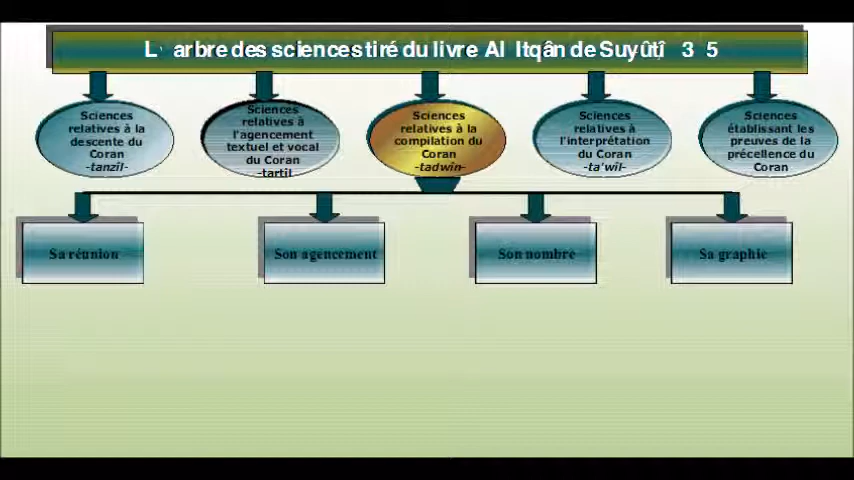 L' arbre des sciences tiré du livre Al Itqân de Suyûtî 3 5
Sciences
relatives à la
descente du
Coran
-tanzîl-
Sciences
relatives à
l'agencement
textuel et vocal
du Coran
-tartîl
Sciences
relatives à la
compilation du
Coran
-tadwîn-
Sciences
relatives à
l'interprétation
du Coran
-ta'wîl-
Sciences
établissant les
preuves de la
précellence du
Coran
Sa réunion
Son agencement
Son nombre
Sa graphie